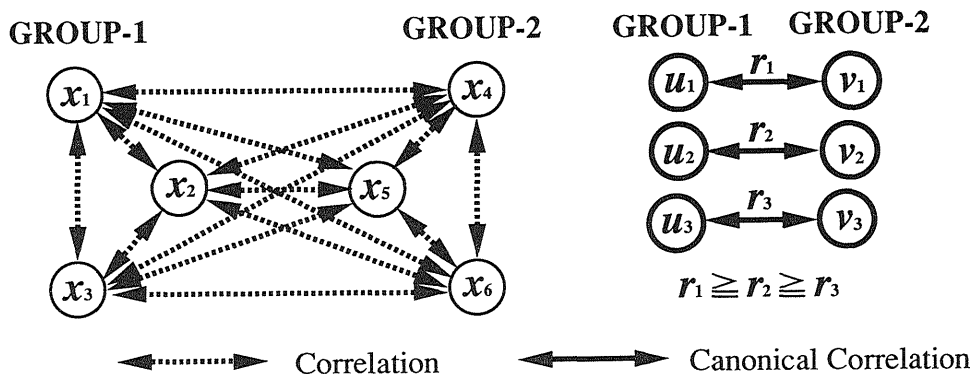 GROUP-1 GROUP-2
x1 x4
x2 x5
x3 x6
GROUP-1 GROUP-2
u1 r1 v1
u2 r2 v2
u3 r3 v3
r1 ≧ r2 ≧ r3
Correlation Canonical Correlation